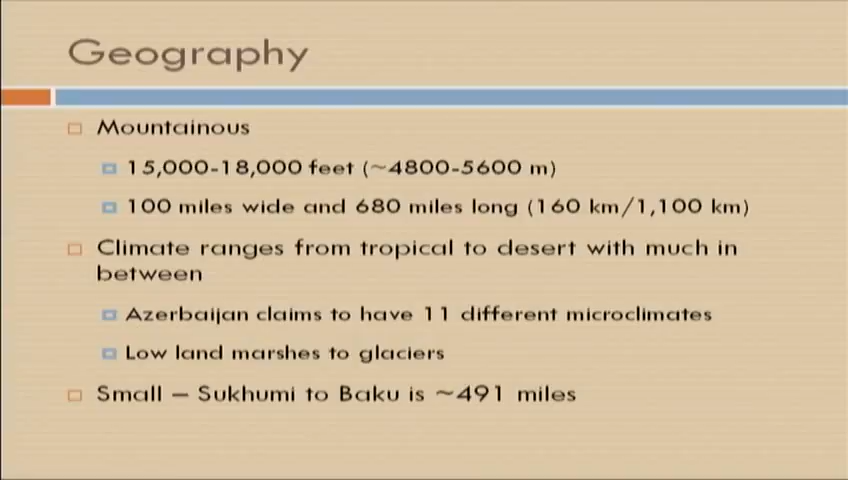 Geography
Mountainous
15,000-18,000 feet (~4800-5600 m)
100 miles wide and 680 miles long (160 km/1,100 km)
Climate ranges from tropical to desert with much in
between
Azerbaijan claims to have 11 different microclimates
Low land marshes to glaciers
Small – Sukhumi to Baku is ~491 miles